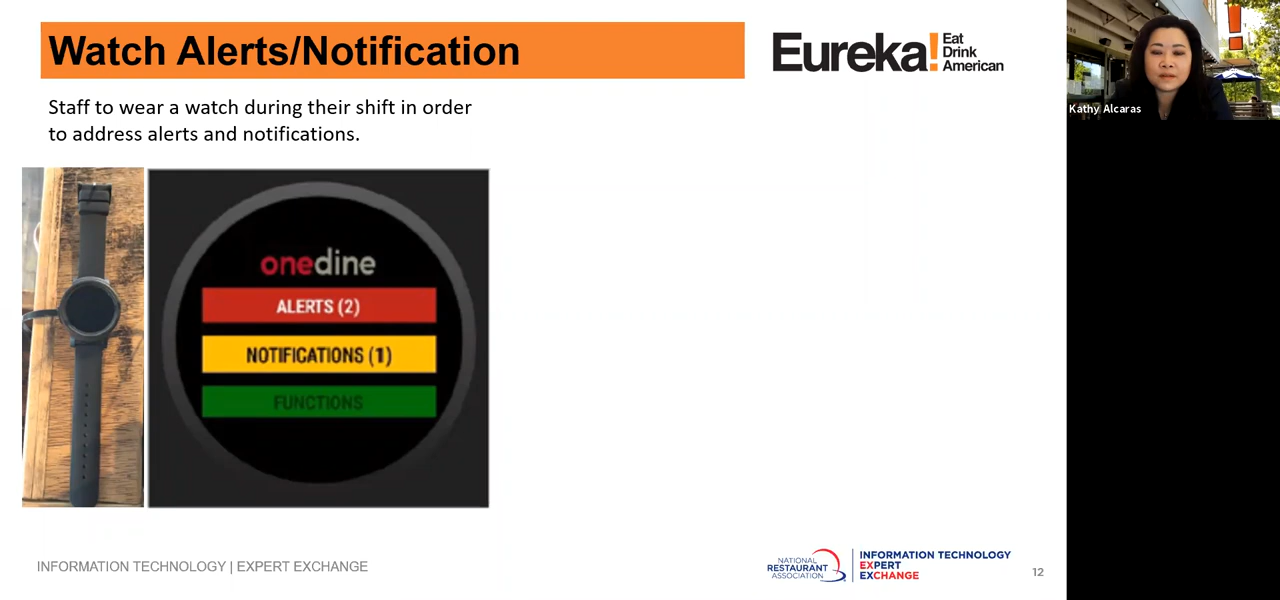 Watch Alerts/Notification
Eureka!
Eat
Drink
American
Staff to wear a watch during their shift in order
to address alerts and notifications.
onedine
ALERTS (2)
NOTIFICATIONS (1)
FUNCTIONS
INFORMATION TECHNOLOGY | EXPERT EXCHANGE
NATIONAL
RESTAURANT
ASSOCIATION
INFORMATION TECHNOLOGY
EXPERT
EXCHANGE
12
Kathy Alcaras